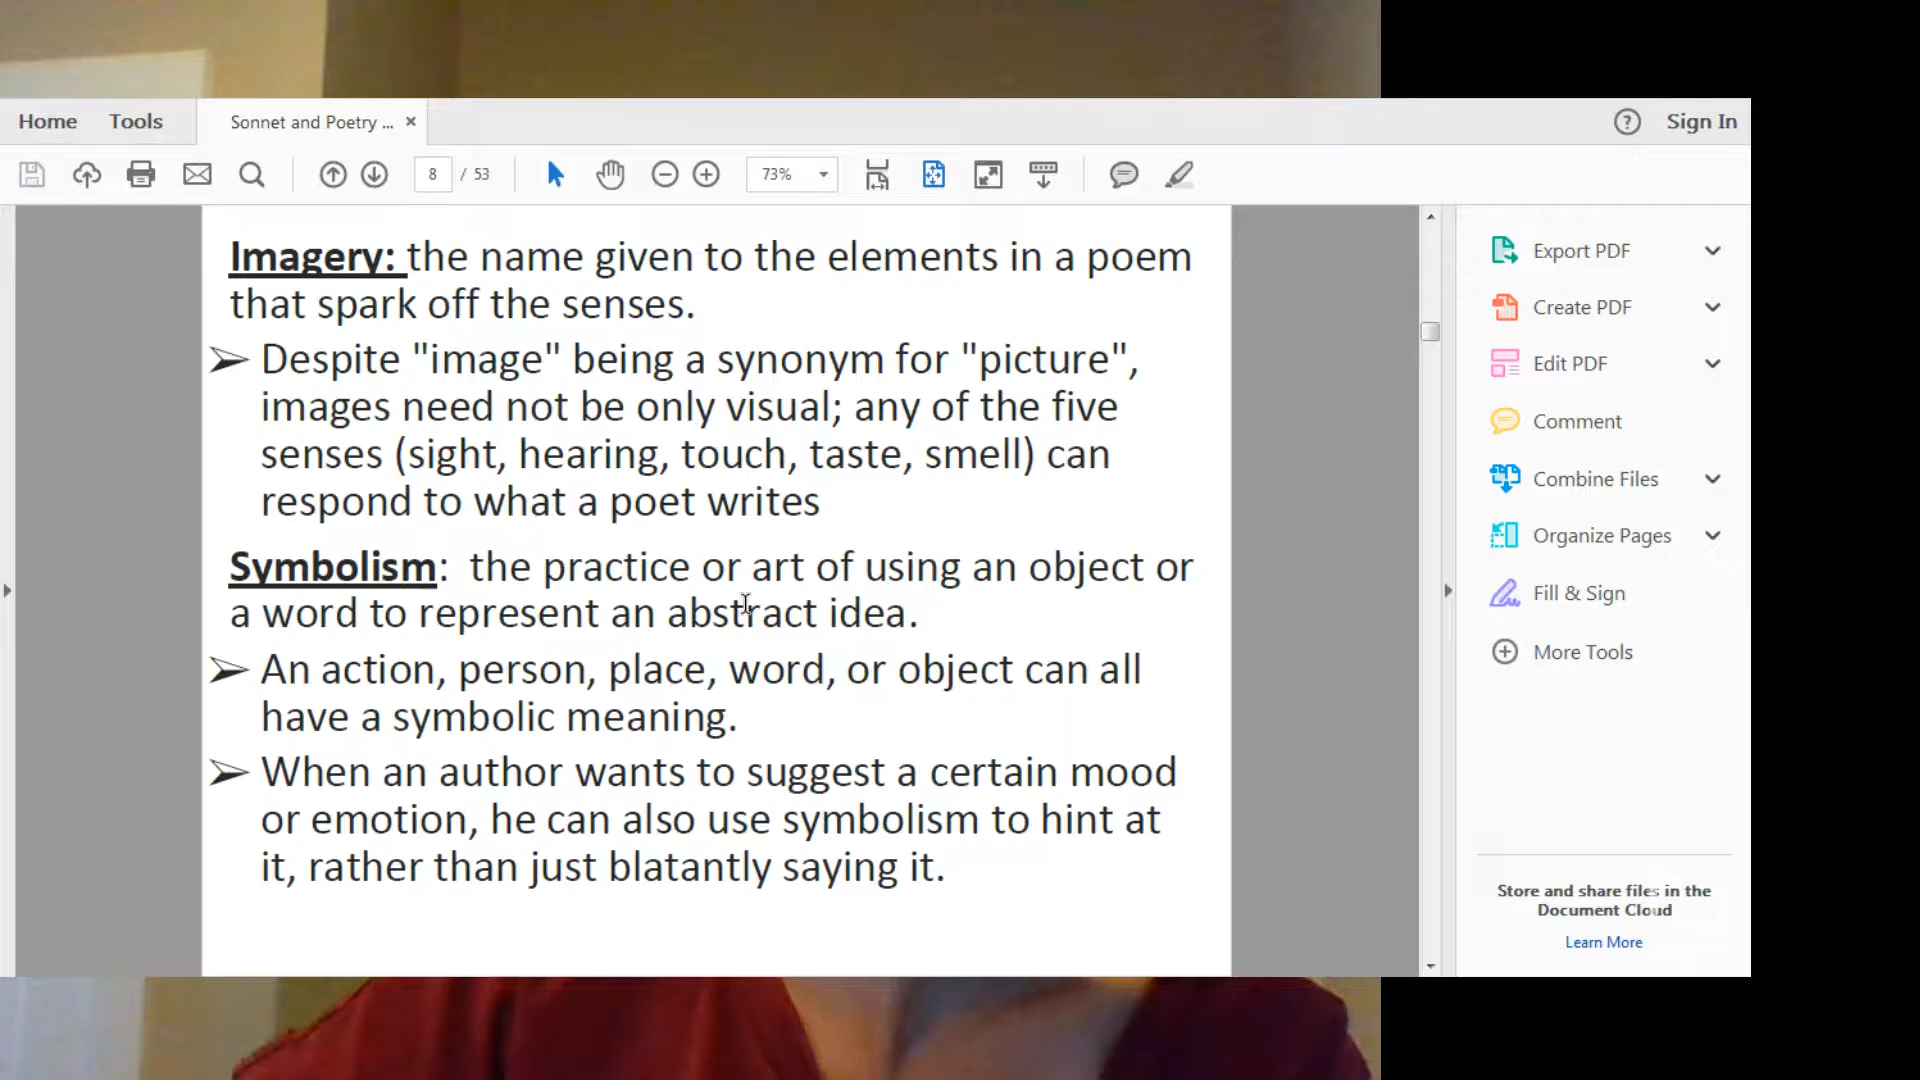 Home Tools Sonnet and Poetry ... × Sign In
8 / 53 73%
Imagery: the name given to the elements in a poem
that spark off the senses.
➢ Despite "image" being a synonym for "picture",
images need not be only visual; any of the five
senses (sight, hearing, touch, taste, smell) can
respond to what a poet writes
Symbolism: the practice or art of using an object or
a word to represent an abstract idea.
➢ An action, person, place, word, or object can all
have a symbolic meaning.
➢ When an author wants to suggest a certain mood
or emotion, he can also use symbolism to hint at
it, rather than just blatantly saying it.
Export PDF
Create PDF
Edit PDF
Comment
Combine Files
Organize Pages
Fill & Sign
More Tools
Store and share files in the
Document Cloud
Learn More